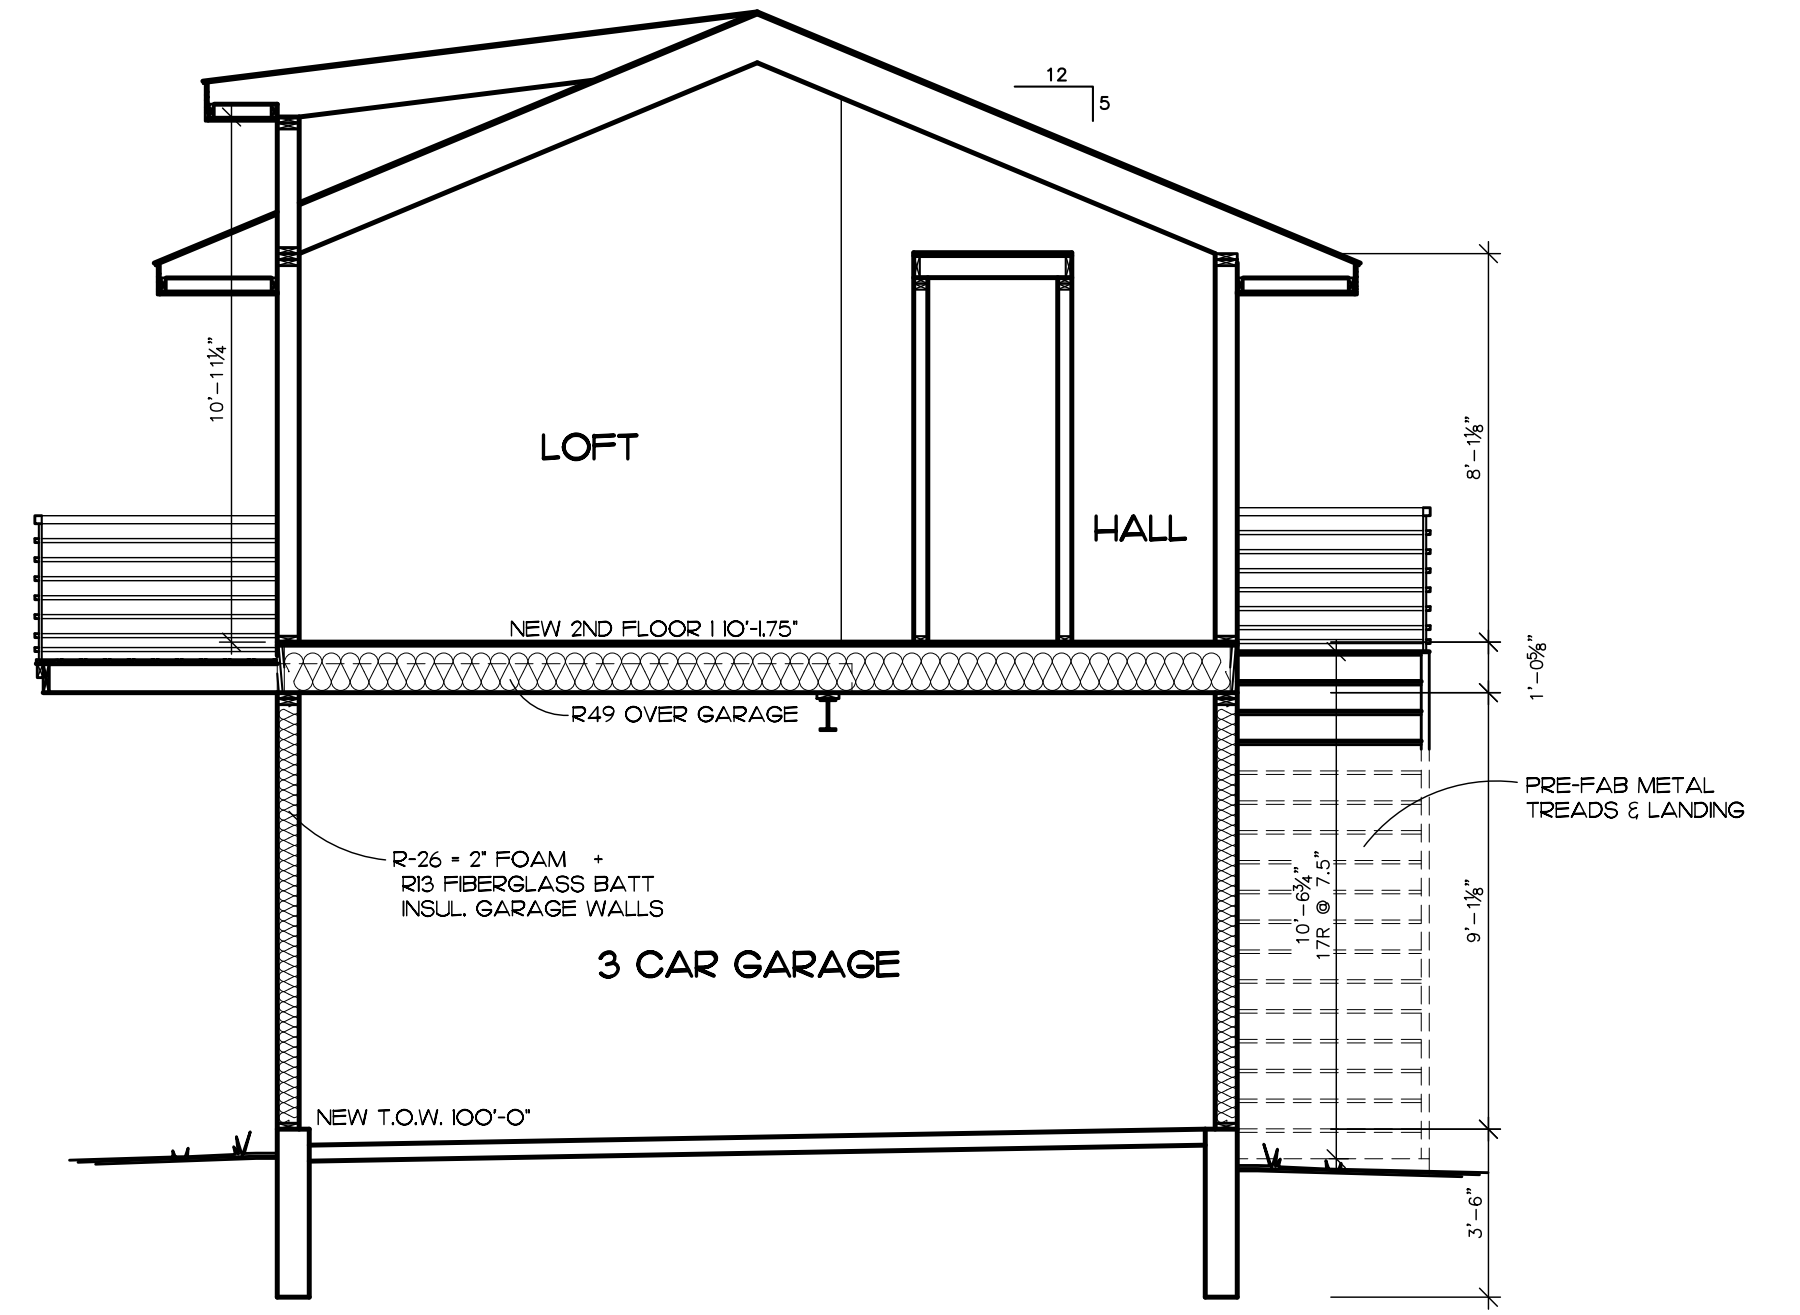 12
5
10'-11¼"
8'-1⅛"
LOFT
HALL
NEW 2ND FLOOR 110'-1.75"
1'-0⅝"
R49 OVER GARAGE
PRE-FAB METAL
TREADS & LANDING
R-26 = 2" FOAM +
R13 FIBERGLASS BATT
INSUL. GARAGE WALLS
10'-6¾"
17R @ 7.5"
9'-1⅛"
3 CAR GARAGE
NEW T.O.W. 100'-0"
3'-6"